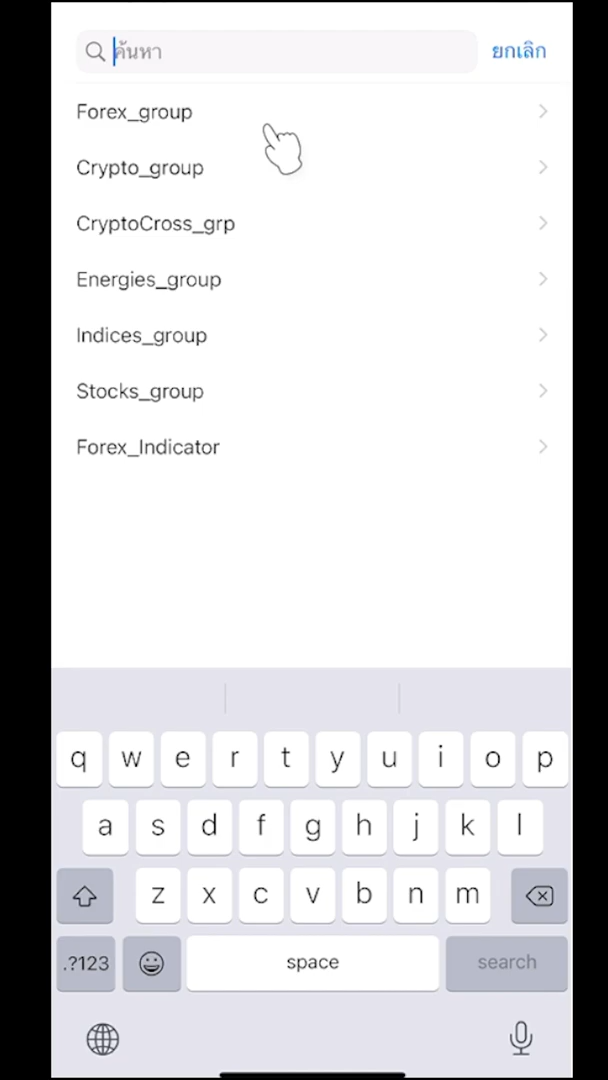 ค้นหา
ยกเลิก
Forex_group
Crypto_group
CryptoCross_grp
Energies_group
Indices_group
Stocks_group
Forex_Indicator
q w e r t y u i o p
a s d f g h j k l
z x c v b n m
.?123 space search